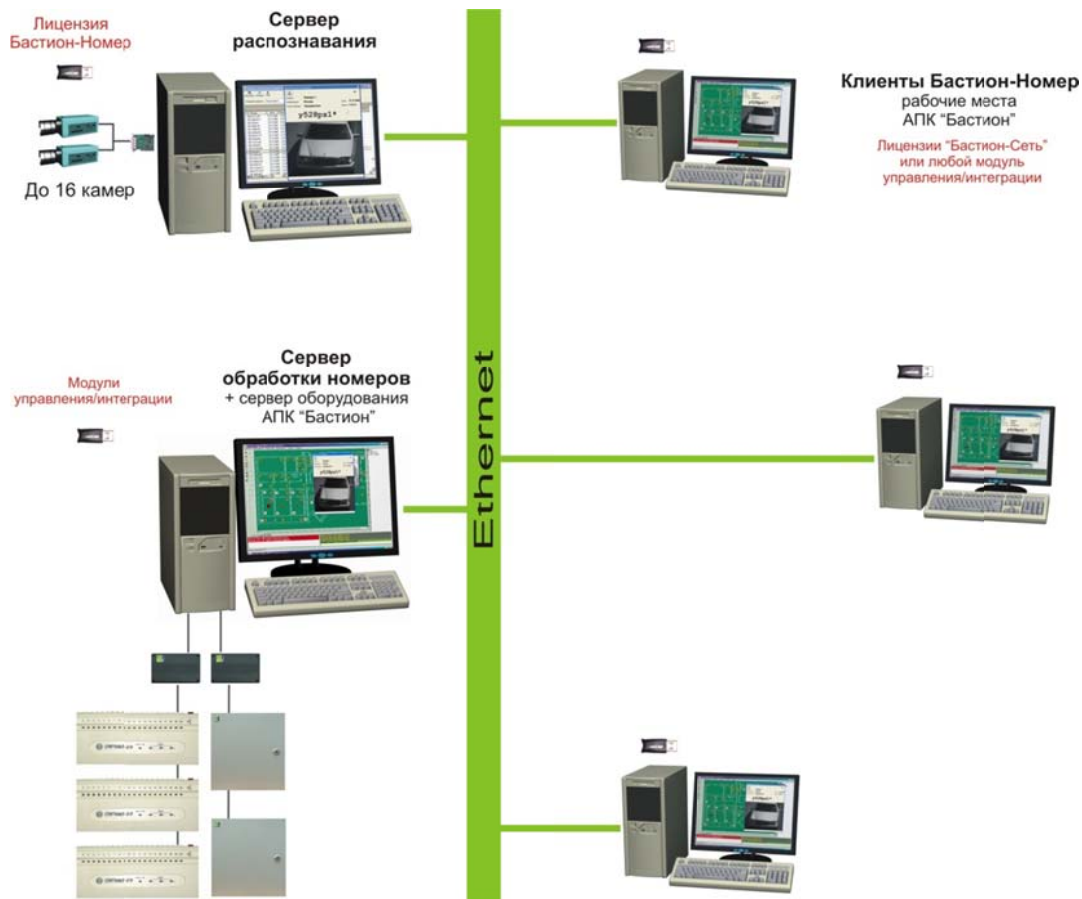 Лицензия
Бастион-Номер
Сервер
распознавания
До 16 камер
y528pa1*
Клиенты Бастион-Номер
рабочие места
АПК “Бастион”
Лицензии “Бастион-Сеть”
или любой модуль
управления/интеграции
Модули
управления/интеграции
Сервер
обработки номеров
+ сервер оборудования
АПК “Бастион”
Ethernet